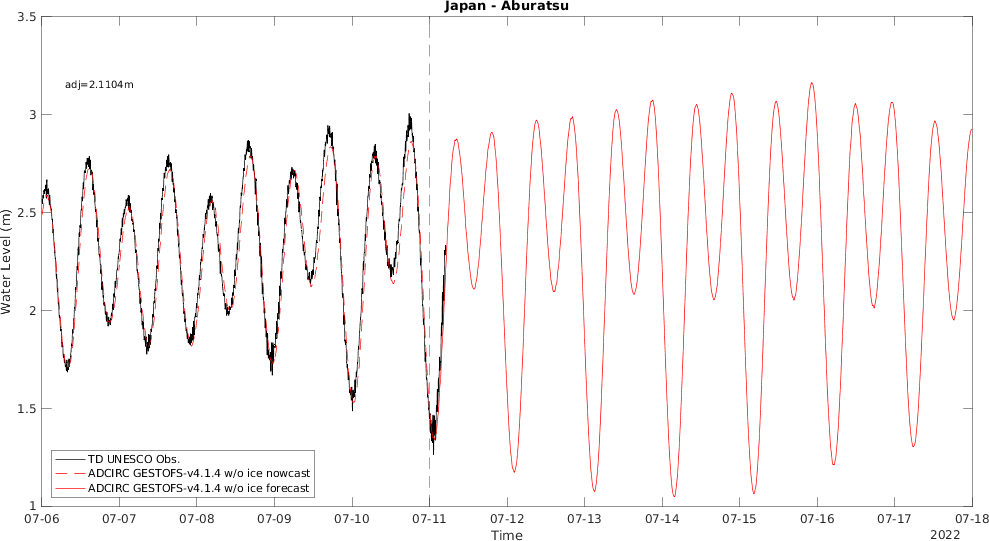 Japan - Aburatsu
3.5
3
2.5
2
1.5
1
Water Level (m)
adj=2.1104m
TD UNESCO Obs.
ADCIRC GESTOFS-v4.1.4 w/o ice nowcast
ADCIRC GESTOFS-v4.1.4 w/o ice forecast
07-06 07-07 07-08 07-09 07-10 07-11 07-12 07-13 07-14 07-15 07-16 07-17 07-18
Time
2022